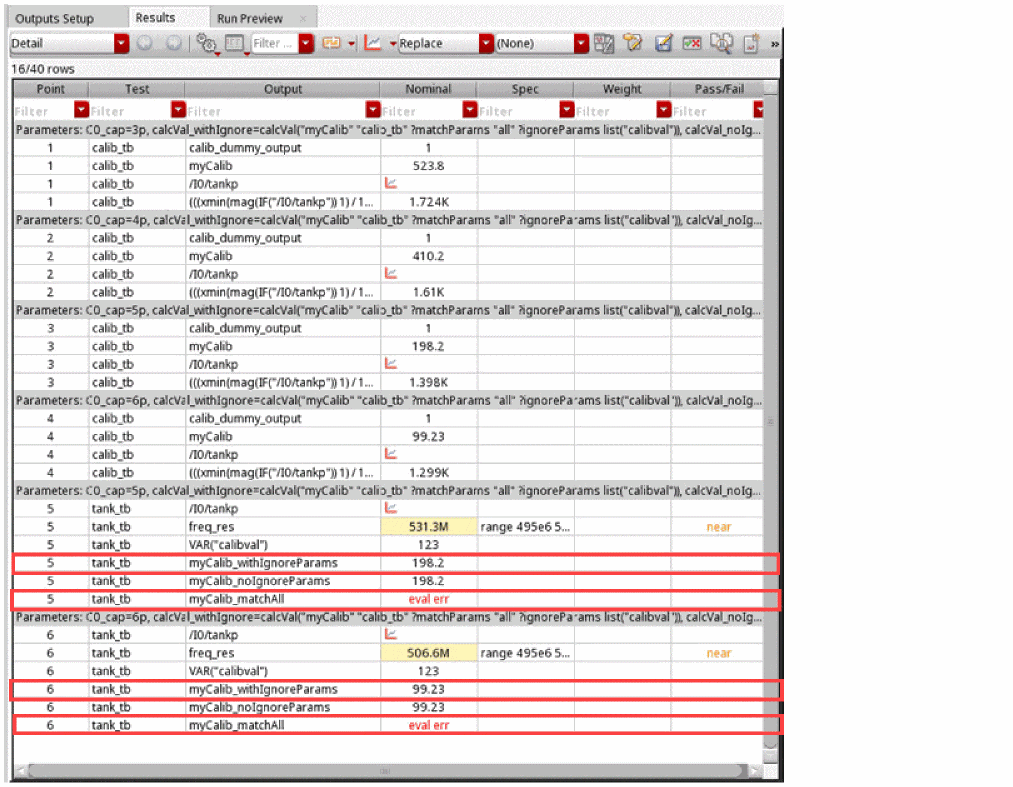 Outputs Setup Results Run Preview ×
Detail Filter ... Replace (None) »
16/40 rows
Point Test Output Nominal Spec Weight Pass/Fail
Filter Filter Filter Filter Filter Filter Filter
Parameters: C0_cap=3p, calcVal_withIgnore=calcVal("myCalib" "calib_tb" ?matchParams "all" ?ignoreParams list("calibval")), calcVal_noIg...
1 calib_tb calib_dummy_output 1
1 calib_tb myCalib 523.8
1 calib_tb /I0/tankp
1 calib_tb (((xmin(mag(IF("/I0/tankp")) 1) / 1... 1.724K
Parameters: C0_cap=4p, calcVal_withIgnore=calcVal("myCalib" "calib_tb" ?matchParams "all" ?ignoreParams list("calibval")), calcVal_noIg...
2 calib_tb calib_dummy_output 1
2 calib_tb myCalib 410.2
2 calib_tb /I0/tankp
2 calib_tb (((xmin(mag(IF("/I0/tankp")) 1) / 1... 1.61K
Parameters: C0_cap=5p, calcVal_withIgnore=calcVal("myCalib" "calib_tb" ?matchParams "all" ?ignoreParams list("calibval")), calcVal_noIg...
3 calib_tb calib_dummy_output 1
3 calib_tb myCalib 198.2
3 calib_tb /I0/tankp
3 calib_tb (((xmin(mag(IF("/I0/tankp")) 1) / 1... 1.398K
Parameters: C0_cap=6p, calcVal_withIgnore=calcVal("myCalib" "calib_tb" ?matchParams "all" ?ignoreParams list("calibval")), calcVal_noIg...
4 calib_tb calib_dummy_output 1
4 calib_tb myCalib 99.23
4 calib_tb /I0/tankp
4 calib_tb (((xmin(mag(IF("/I0/tankp")) 1) / 1... 1.299K
Parameters: C0_cap=5p, calcVal_withIgnore=calcVal("myCalib" "calib_tb" ?matchParams "all" ?ignoreParams list("calibval")), calcVal_noIg...
5 tank_tb /I0/tankp
5 tank_tb freq_res 531.3M range 495e6 5... near
5 tank_tb VAR("calibval") 123
5 tank_tb myCalib_withIgnoreParams 198.2
5 tank_tb myCalib_noIgnoreParams 198.2
5 tank_tb myCalib_matchAll eval err
Parameters: C0_cap=6p, calcVal_withIgnore=calcVal("myCalib" "calib_tb" ?matchParams "all" ?ignoreParams list("calibval")), calcVal_noIg...
6 tank_tb /I0/tankp
6 tank_tb freq_res 506.6M range 495e6 5... near
6 tank_tb VAR("calibval") 123
6 tank_tb myCalib_withIgnoreParams 99.23
6 tank_tb myCalib_noIgnoreParams 99.23
6 tank_tb myCalib_matchAll eval err